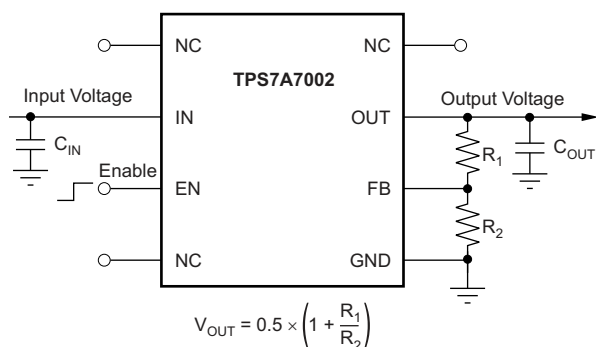 NC NC
TPS7A7002
Input Voltage IN OUT Output Voltage
C_IN R_1 C_OUT
Enable EN FB
R_2
NC GND
V_OUT = 0.5 × (1 + R_1/R_2)